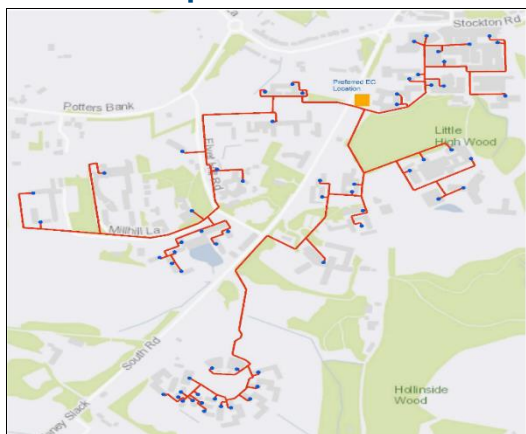 Stockton Rd
Preferred EC
Location
Potters Bank
Little
High Wood
Elvet Hill Rd
Millhill La
South Rd
Hollinside
Wood